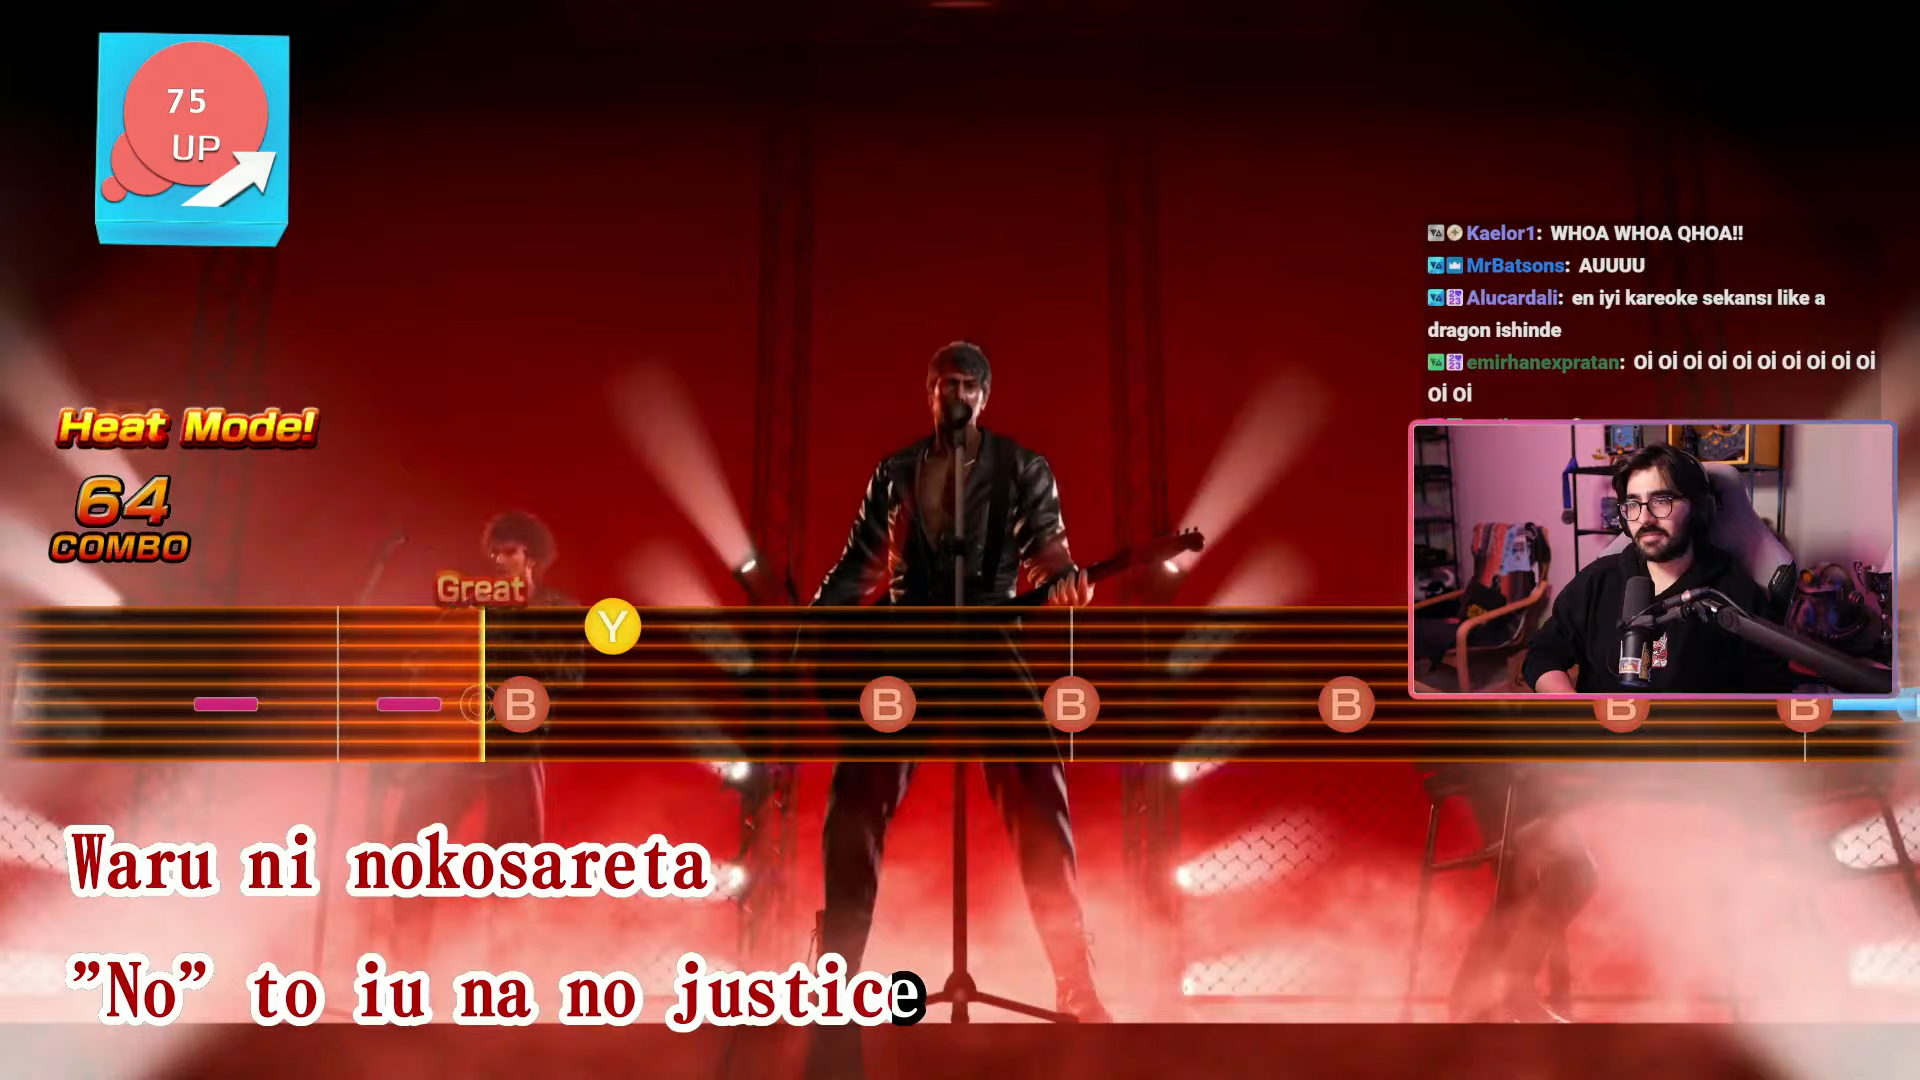 75
UP
Kaelor1: WHOA WHOA QHOA!!
MrBatsons: AUUUU
Alucardali: en iyi kareoke sekansı like a
dragon ishinde
emirhanexpratan: Oİ Oİ Oİ Oİ Oİ Oİ Oİ Oİ Oİ Oİ
Oİ Oİ
Heat Mode!
64
COMBO
Great
Y
B B B B B B
Waru ni nokosareta
"No" to iu na no justice